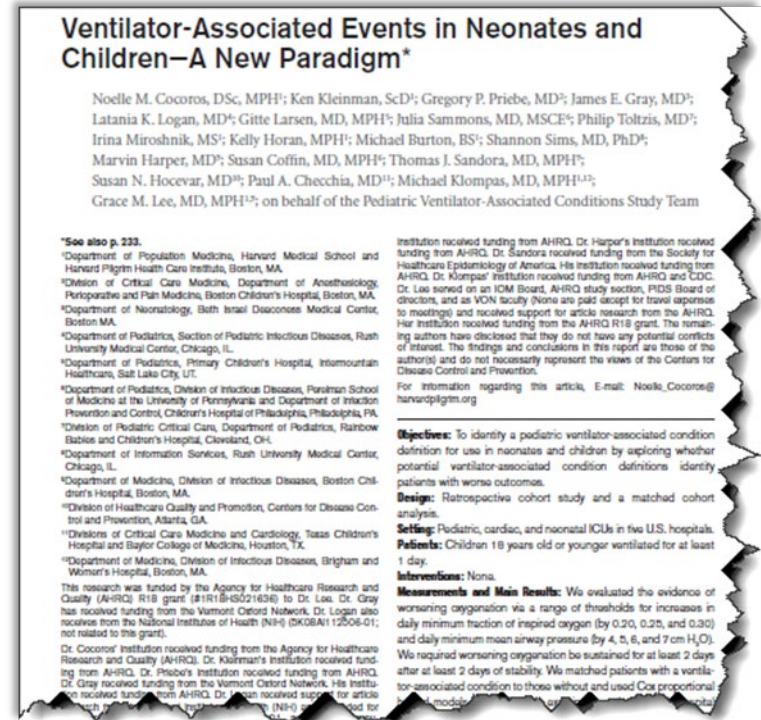 Ventilator-Associated Events in Neonates and
Children—A New Paradigm*
Noelle M. Cocoros, DSc, MPH¹; Ken Kleinman, ScD¹; Gregory P. Priebe, MD²; James E. Gray, MD³;
Latania K. Logan, MD⁴; Gitte Larsen, MD, MPH⁵; Julia Sammons, MD, MSCE⁶; Philip Toltzis, MD⁷;
Irina Miroshnik, MS¹; Kelly Horan, MPH¹; Michael Burton, BS¹; Shannon Sims, MD, PhD⁸;
Marvin Harper, MD⁹; Susan Coffin, MD, MPH⁶; Thomas J. Sandora, MD, MPH⁹;
Susan N. Hocevar, MD¹⁰; Paul A. Checchia, MD¹¹; Michael Klompas, MD, MPH¹,¹²;
Grace M. Lee, MD, MPH¹,⁹; on behalf of the Pediatric Ventilator-Associated Conditions Study Team
*See also p. 233.
¹Department of Population Medicine, Harvard Medical School and
Harvard Pilgrim Health Care Institute, Boston, MA.
²Division of Critical Care Medicine, Department of Anesthesiology,
Perioperative and Pain Medicine, Boston Children's Hospital, Boston, MA.
³Department of Neonatology, Beth Israel Deaconess Medical Center,
Boston MA.
⁴Department of Pediatrics, Section of Pediatric Infectious Diseases, Rush
University Medical Center, Chicago, IL.
⁵Department of Pediatrics, Primary Children's Hospital, Intermountain
Healthcare, Salt Lake City, UT.
⁶Department of Pediatrics, Division of Infectious Diseases, Perelman School
of Medicine at the University of Pennsylvania and Department of Infection
Prevention and Control, Children's Hospital of Philadelphia, Philadelphia, PA.
⁷Division of Pediatric Critical Care, Department of Pediatrics, Rainbow
Babies and Children's Hospital, Cleveland, OH.
⁸Department of Information Services, Rush University Medical Center,
Chicago, IL.
⁹Department of Medicine, Division of Infectious Diseases, Boston Chil-
dren's Hospital, Boston, MA.
¹⁰Division of Healthcare Quality and Promotion, Centers for Disease Con-
trol and Prevention, Atlanta, GA.
¹¹Divisions of Critical Care Medicine and Cardiology, Texas Children's
Hospital and Baylor College of Medicine, Houston, TX.
¹²Department of Medicine, Division of Infectious Diseases, Brigham and
Women's Hospital, Boston, MA.
This research was funded by the Agency for Healthcare Research and
Quality (AHRQ) R18 grant (#1R18HS021636) to Dr. Lee. Dr. Gray
has received funding from the Vermont Oxford Network. Dr. Logan also
receives from the National Institutes of Health (NIH) (5K08AI112506-01;
not related to this grant).
Dr. Cocoros' institution received funding from the Agency for Healthcare
Research and Quality (AHRQ). Dr. Kleinman's institution received fund-
ing from AHRQ. Dr. Priebe's institution received funding from AHRQ.
Dr. Gray received funding from the Vermont Oxford Network. His institu-
tion received funding from AHRQ. Dr. Logan received support for article
(NIH)
institution received funding from AHRQ. Dr. Harper's institution received
funding from AHRQ. Dr. Sandora received funding from the Society for
Healthcare Epidemiology of America. His institution received funding from
AHRQ. Dr. Klompas' institution received funding from AHRQ and CDC.
Dr. Lee served on an IOM Board, AHRQ study section, PIDS Board of
directors, and as VON faculty (None are paid except for travel expenses
to meetings) and received support for article research from the AHRQ.
Her institution received funding from the AHRQ R18 grant. The remain-
ing authors have disclosed that they do not have any potential conflicts
of interest. The findings and conclusions in this report are those of the
author(s) and do not necessarily represent the views of the Centers for
Disease Control and Prevention.
For information regarding this article, E-mail: Noelle_Cocoros@
harvardpilgrim.org
Objectives: To identify a pediatric ventilator-associated condition
definition for use in neonates and children by exploring whether
potential ventilator-associated condition definitions identify
patients with worse outcomes.
Design: Retrospective cohort study and a matched cohort
analysis.
Setting: Pediatric, cardiac, and neonatal ICUs in five U.S. hospitals.
Patients: Children 18 years old or younger ventilated for at least
1 day.
Interventions: None.
Measurements and Main Results: We evaluated the evidence of
worsening oxygenation via a range of thresholds for increases in
daily minimum fraction of inspired oxygen (by 0.20, 0.25, and 0.30)
and daily minimum mean airway pressure (by 4, 5, 6, and 7 cm H₂O).
We required worsening oxygenation be sustained for at least 2 days
after at least 2 days of stability. We matched patients with a ventila-
tor-associated condition to those without and used Cox proportional
models